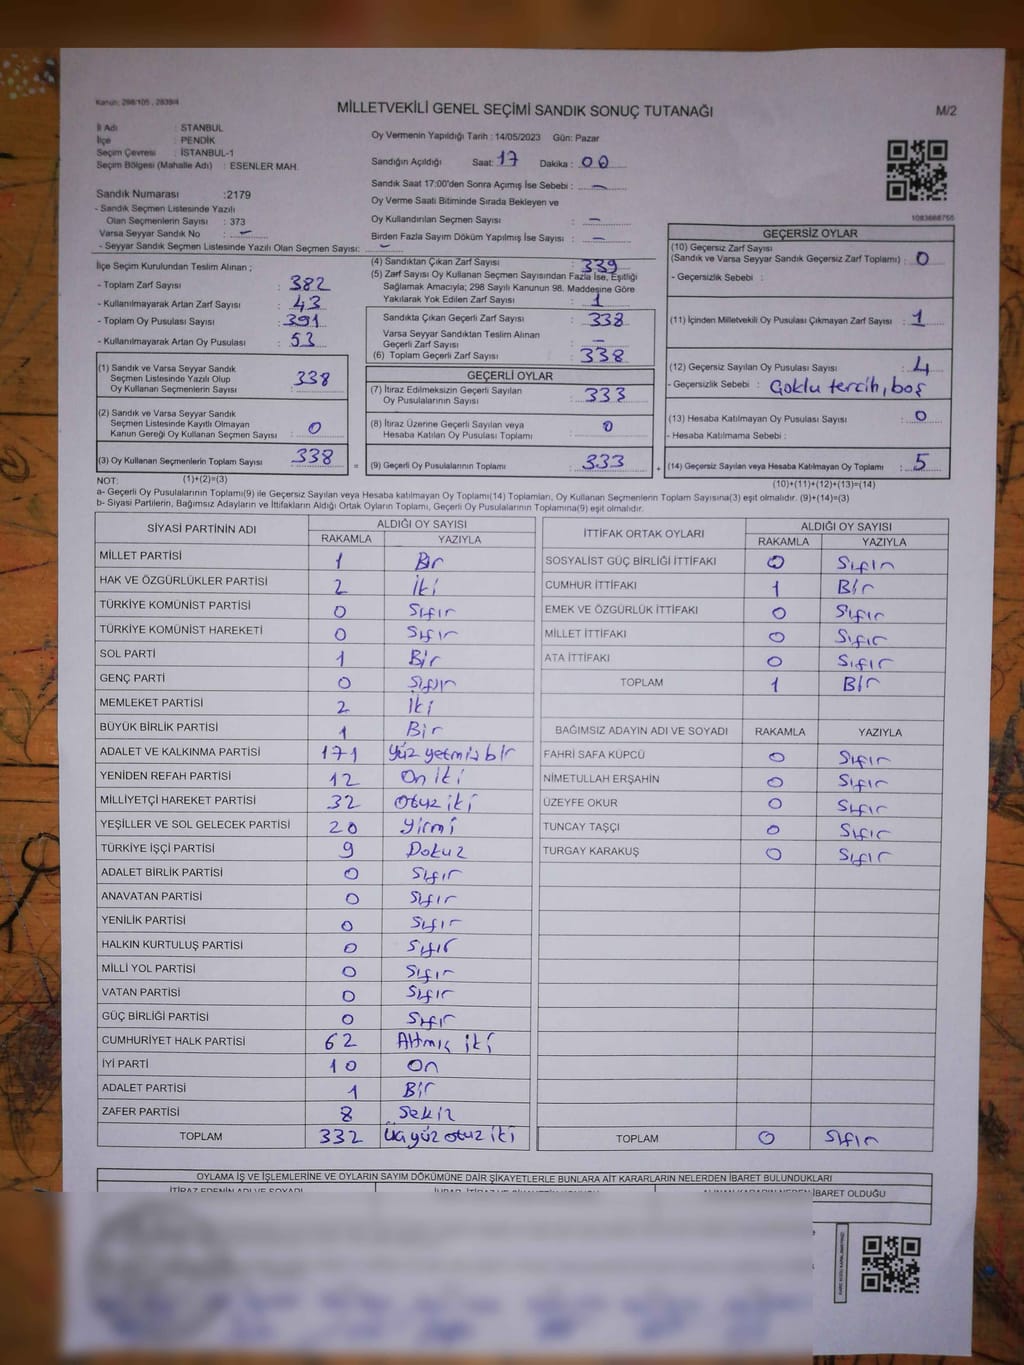 Kanun: 298/105 , 2839/4
MİLLETVEKİLİ GENEL SEÇİMİ SANDIK SONUÇ TUTANAĞI
M/2
İl Adı : STANBUL
İlçe : PENDİK
Seçim Çevresi : İSTANBUL-1
Seçim Bölgesi (Mahalle Adı) : ESENLER MAH.
Oy Vermenin Yapıldığı Tarih : 14/05/2023 Gün: Pazar
Sandığın Açıldığı Saat: 17 Dakika : 00
Sandık Saat 17:00'den Sonra Açımış İse Sebebi : –
Oy Verme Saati Bitiminde Sırada Bekleyen ve
Oy Kullandırılan Seçmen Sayısı : –
Birden Fazla Sayım Döküm Yapılmış İse Sayısı : –
Sandık Numarası :2179
- Sandık Seçmen Listesinde Yazılı
Olan Seçmenlerin Sayısı : 373
Varsa Seyyar Sandık No : –
- Seyyar Sandık Seçmen Listesinde Yazılı Olan Seçmen Sayısı: –
1083668755
İlçe Seçim Kurulundan Teslim Alınan ;
- Toplam Zarf Sayısı : 382
- Kullanılmayarak Artan Zarf Sayısı : 43
- Toplam Oy Pusulası Sayısı : 391
- Kullanılmayarak Artan Oy Pusulası : 53
(1) Sandık ve Varsa Seyyar Sandık
Seçmen Listesinde Yazılı Olup
Oy Kullanan Seçmenlerin Sayısı : 338
(2) Sandık ve Varsa Seyyar Sandık
Seçmen Listesinde Kayıtlı Olmayan
Kanun Gereği Oy Kullanan Seçmen Sayısı : 0
(3) Oy Kullanan Seçmenlerin Toplam Sayısı : 338
(4) Sandıktan Çıkan Zarf Sayısı : 339
(5) Zarf Sayısı Oy Kullanan Seçmen Sayısından Fazla İse, Eşitliği
Sağlamak Amacıyla; 298 Sayılı Kanunun 98. Maddesine Göre
Yakılarak Yok Edilen Zarf Sayısı : 1
Sandıkta Çıkan Geçerli Zarf Sayısı : 338
Varsa Seyyar Sandıktan Teslim Alınan
Geçerli Zarf Sayısı : –
(6) Toplam Geçerli Zarf Sayısı : 338
GEÇERLİ OYLAR
(7) İtiraz Edilmeksizin Geçerli Sayılan
Oy Pusulalarının Sayısı : 333
(8) İtiraz Üzerine Geçerli Sayılan veya
Hesaba Katılan Oy Pusulası Toplamı : 0
= (9) Geçerli Oy Pusulalarının Toplamı : 333 +
GEÇERSİZ OYLAR
(10) Geçersiz Zarf Sayısı
(Sandık ve Varsa Seyyar Sandık Geçersiz Zarf Toplamı) : 0
- Geçersizlik Sebebi :
(11) İçinden Milletvekili Oy Pusulası Çıkmayan Zarf Sayısı : 1
(12) Geçersiz Sayılan Oy Pusulası Sayısı : 4
- Geçersizlik Sebebi : Çoklu tercih, boş
(13) Hesaba Katılmayan Oy Pusulası Sayısı : 0
- Hesaba Katılmama Sebebi :
(14) Geçersiz Sayılan veya Hesaba Katılmayan Oy Toplamı : 5
NOT: (1)+(2)=(3) (10)+(11)+(12)+(13)=(14)
a- Geçerli Oy Pusulalarının Toplamı(9) ile Geçersiz Sayılan veya Hesaba katılmayan Oy Toplamı(14) Toplamları, Oy Kullanan Seçmenlerin Toplam Sayısına(3) eşit olmalıdır. (9)+(14)=(3)
b- Siyasi Partilerin, Bağımsız Adayların ve İttifakların Aldığı Ortak Oyların Toplamı, Geçerli Oy Pusulalarının Toplamına(9) eşit olmalıdır.
SİYASİ PARTİNİN ADI ALDIĞI OY SAYISI
RAKAMLA YAZIYLA
MİLLET PARTİSİ 1 Bir
HAK VE ÖZGÜRLÜKLER PARTİSİ 2 İki
TÜRKİYE KOMÜNİST PARTİSİ 0 Sıfır
TÜRKİYE KOMÜNİST HAREKETİ 0 Sıfır
SOL PARTİ 1 Bir
GENÇ PARTİ 0 Sıfır
MEMLEKET PARTİSİ 2 İki
BÜYÜK BİRLİK PARTİSİ 1 Bir
ADALET VE KALKINMA PARTİSİ 171 Yüz yetmiş bir
YENİDEN REFAH PARTİSİ 12 On iki
MİLLİYETÇİ HAREKET PARTİSİ 32 Otuz iki
YEŞİLLER VE SOL GELECEK PARTİSİ 20 Yirmi
TÜRKİYE İŞÇİ PARTİSİ 9 Dokuz
ADALET BİRLİK PARTİSİ 0 Sıfır
ANAVATAN PARTİSİ 0 Sıfır
YENİLİK PARTİSİ 0 Sıfır
HALKIN KURTULUŞ PARTİSİ 0 Sıfır
MİLLİ YOL PARTİSİ 0 Sıfır
VATAN PARTİSİ 0 Sıfır
GÜÇ BİRLİĞİ PARTİSİ 0 Sıfır
CUMHURİYET HALK PARTİSİ 62 Altmış iki
İYİ PARTİ 10 On
ADALET PARTİSİ 1 Bir
ZAFER PARTİSİ 8 Sekiz
TOPLAM 332 Üçyüz otuz iki
İTTİFAK ORTAK OYLARI ALDIĞI OY SAYISI
RAKAMLA YAZIYLA
SOSYALİST GÜÇ BİRLİĞİ İTTİFAKI 0 Sıfır
CUMHUR İTTİFAKI 1 Bir
EMEK VE ÖZGÜRLÜK İTTİFAKI 0 Sıfır
MİLLET İTTİFAKI 0 Sıfır
ATA İTTİFAKI 0 Sıfır
TOPLAM 1 Bir
BAĞIMSIZ ADAYIN ADI VE SOYADI RAKAMLA YAZIYLA
FAHRİ SAFA KÜPCÜ 0 Sıfır
NİMETULLAH ERŞAHİN 0 Sıfır
ÜZEYFE OKUR 0 Sıfır
TUNCAY TAŞÇI 0 Sıfır
TURGAY KARAKUŞ 0 Sıfır
TOPLAM 0 Sıfır
OYLAMA İŞ VE İŞLEMLERİNE VE OYLARIN SAYIM DÖKÜMÜNE DAİR ŞİKAYETLERLE BUNLARA AİT KARARLARIN NELERDEN İBARET BULUNDUKLARI
İTİRAZ EDENİN ADI VE SOYADI
İBARET OLDUĞU